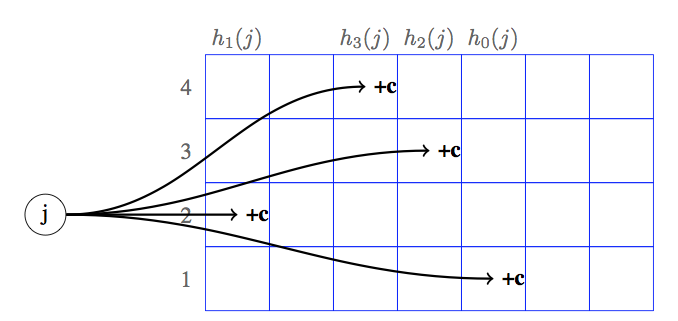 h₁(j) h₃(j) h₂(j) h₀(j)
4 +c
3 +c
j 2 +c
1 +c